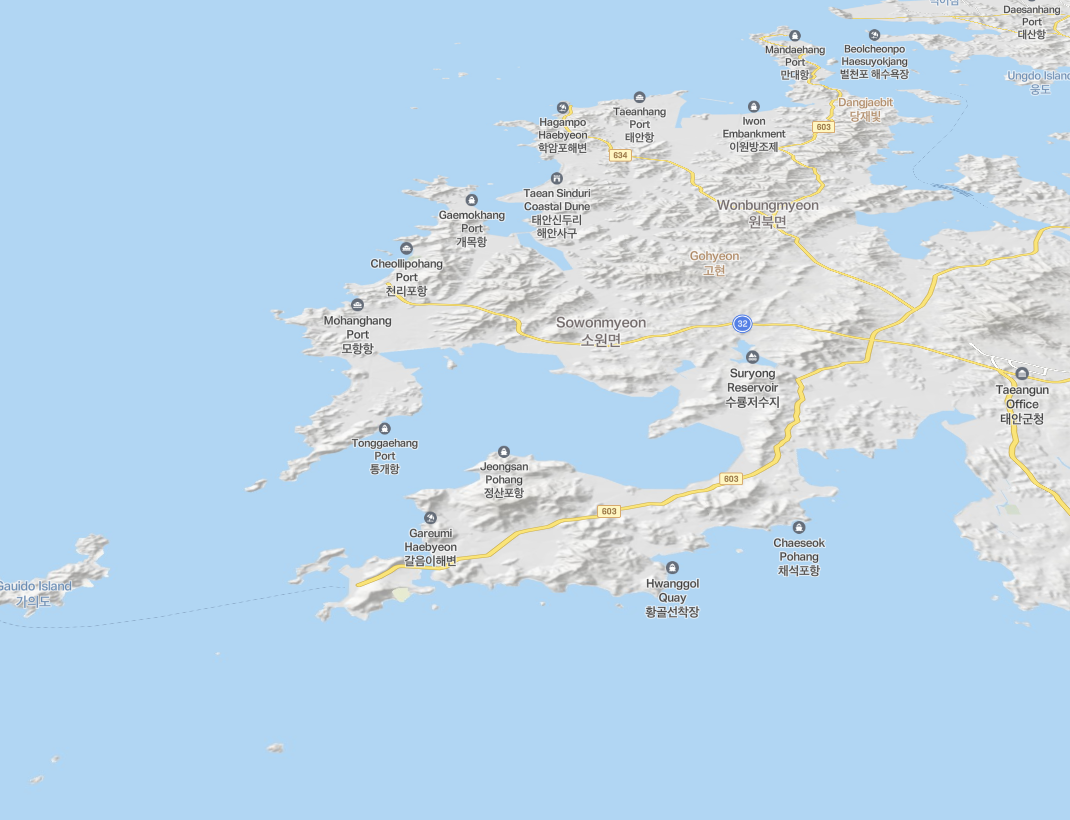 Daesanhang
Port
대산항
Mandaehang
Port
만대항
Beolcheonpo
Haesuyokjang
벌천포 해수욕장
Ungdo Island
웅도
Dangjaebit
당재빛
Hagampo
Haebyeon
학암포해변
Taeanhang
Port
태안항
Iwon
Embankment
이원방조제
603
634
Taean Sinduri
Coastal Dune
태안신두리
해안사구
Gaemokhang
Port
개목항
Wonbungmyeon
원북면
Cheollipohang
Port
천리포항
Gohyeon
고현
Mohanghang
Port
모항항
Sowonmyeon
소원면
32
Suryong
Reservoir
수룡저수지
Taeangun
Office
태안군청
Tonggaehang
Port
통개항
Jeongsan
Pohang
정산포항
603
603
Gareumi
Haebyeon
갈음이해변
Chaeseok
Pohang
채석포항
Hwanggol
Quay
황골선착장
Gauido Island
가의도